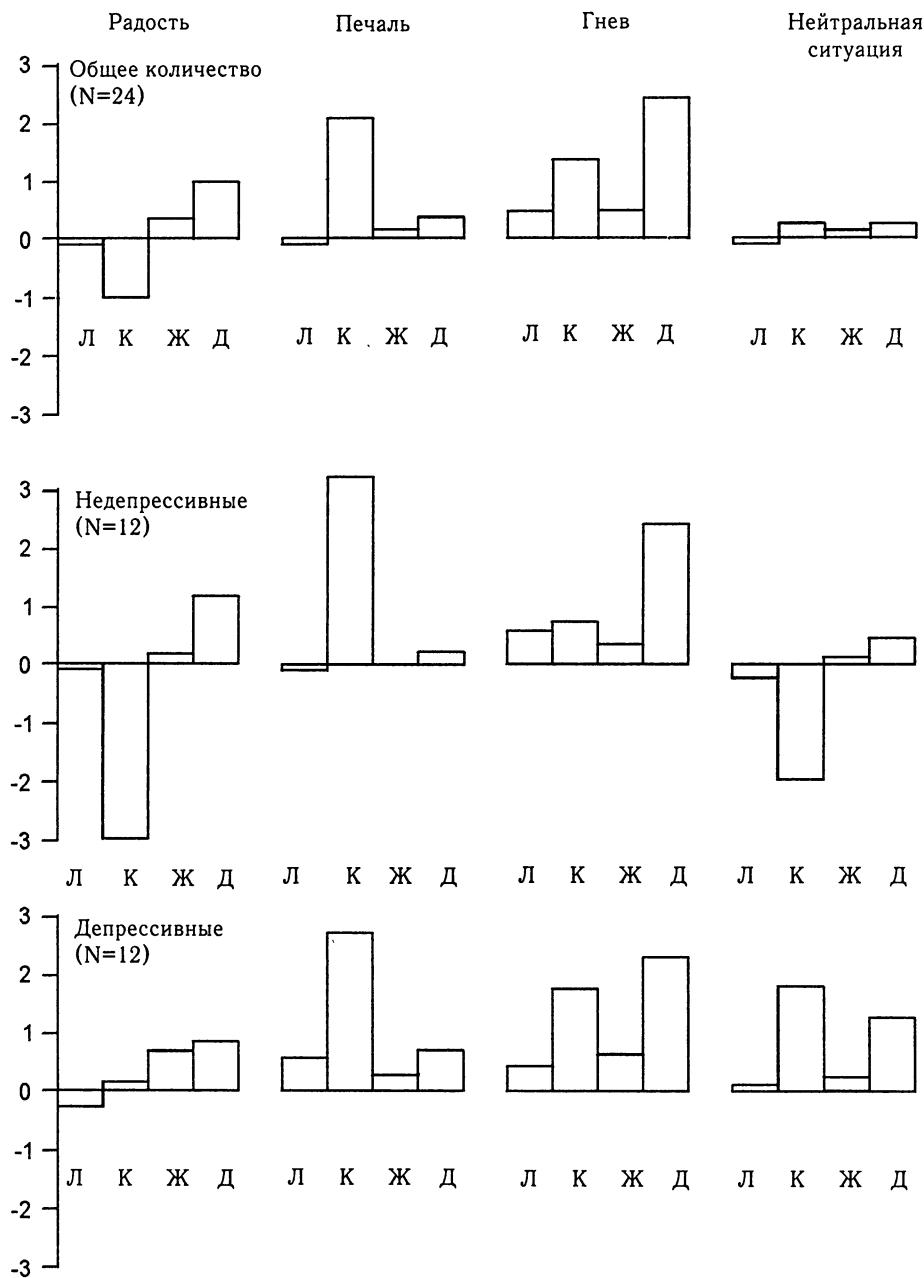 Радость Печаль Гнев Нейтральная
ситуация
3 Общее количество
(N=24)
2
1
0
-1
Л К Ж Д Л К Ж Д Л К Ж Д Л К Ж Д
-2
-3
3 Недепрессивные
(N=12)
2
1
0
-1
-2
-3
Л К Ж Д Л К Ж Д Л К Ж Д Л К Ж Д
3 Депрессивные
(N=12)
2
1
0
-1
Л К Ж Д Л К Ж Д Л К Ж Д Л К Ж Д
-2
-3